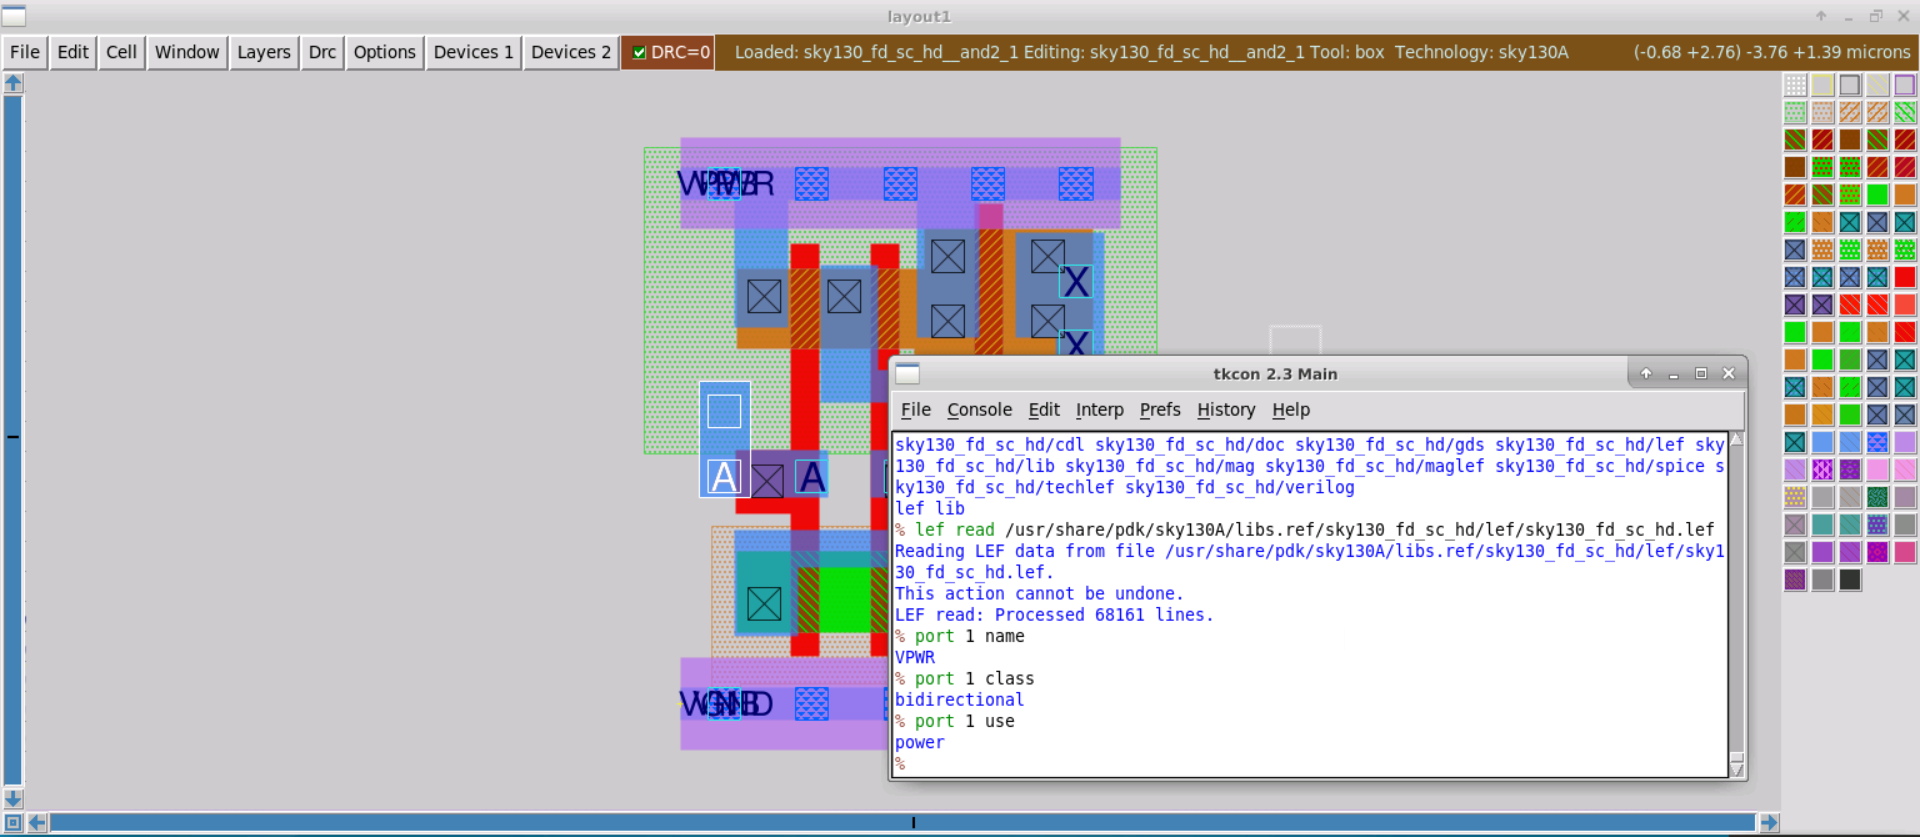 layout1
File Edit Cell Window Layers Drc Options Devices 1 Devices 2 DRC=0 Loaded: sky130_fd_sc_hd__and2_1 Editing: sky130_fd_sc_hd__and2_1 Tool: box Technology: sky130A (-0.68 +2.76) -3.76 +1.39 microns
X
X
A A
tkcon 2.3 Main
File Console Edit Interp Prefs History Help
sky130_fd_sc_hd/cdl sky130_fd_sc_hd/doc sky130_fd_sc_hd/gds sky130_fd_sc_hd/lef sky
130_fd_sc_hd/lib sky130_fd_sc_hd/mag sky130_fd_sc_hd/maglef sky130_fd_sc_hd/spice s
ky130_fd_sc_hd/techlef sky130_fd_sc_hd/verilog
lef lib
% lef read /usr/share/pdk/sky130A/libs.ref/sky130_fd_sc_hd/lef/sky130_fd_sc_hd.lef
Reading LEF data from file /usr/share/pdk/sky130A/libs.ref/sky130_fd_sc_hd/lef/sky1
30_fd_sc_hd.lef.
This action cannot be undone.
LEF read: Processed 68161 lines.
% port 1 name
VPWR
% port 1 class
bidirectional
% port 1 use
power
%